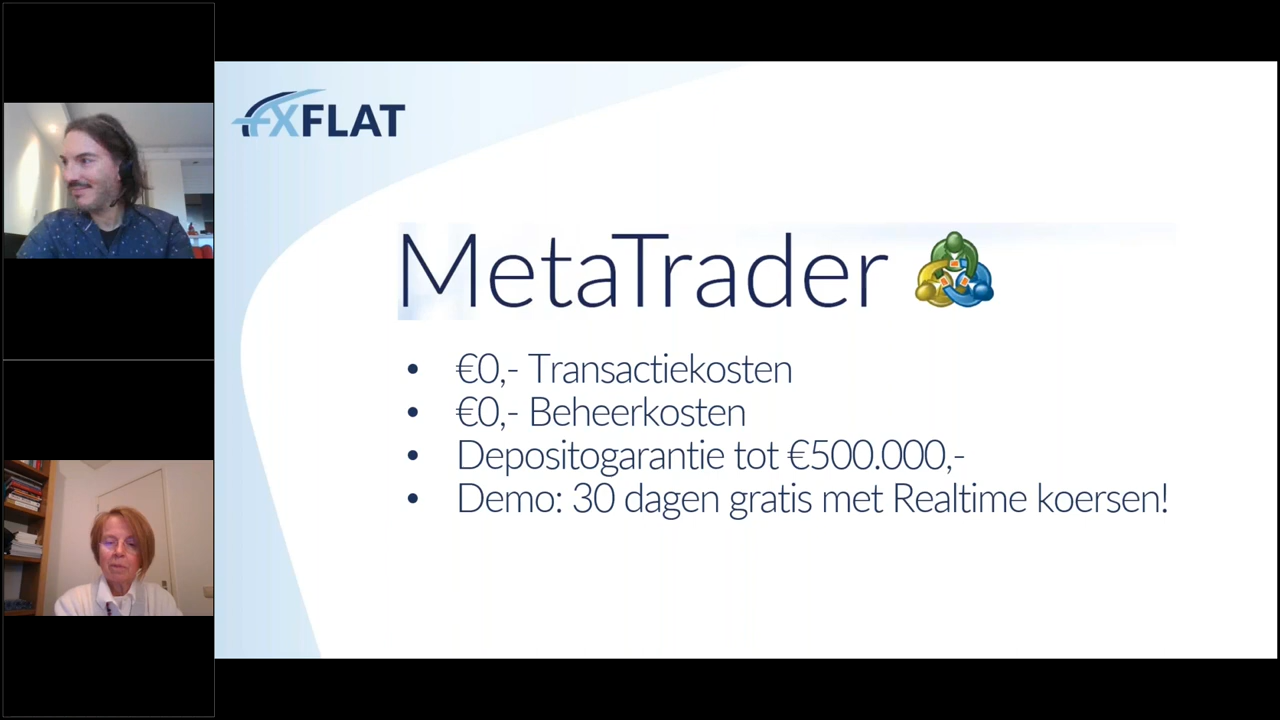 FXFLAT
MetaTrader
• €0,- Transactiekosten
• €0,- Beheerkosten
• Depositogarantie tot €500.000,-
• Demo: 30 dagen gratis met Realtime koersen!